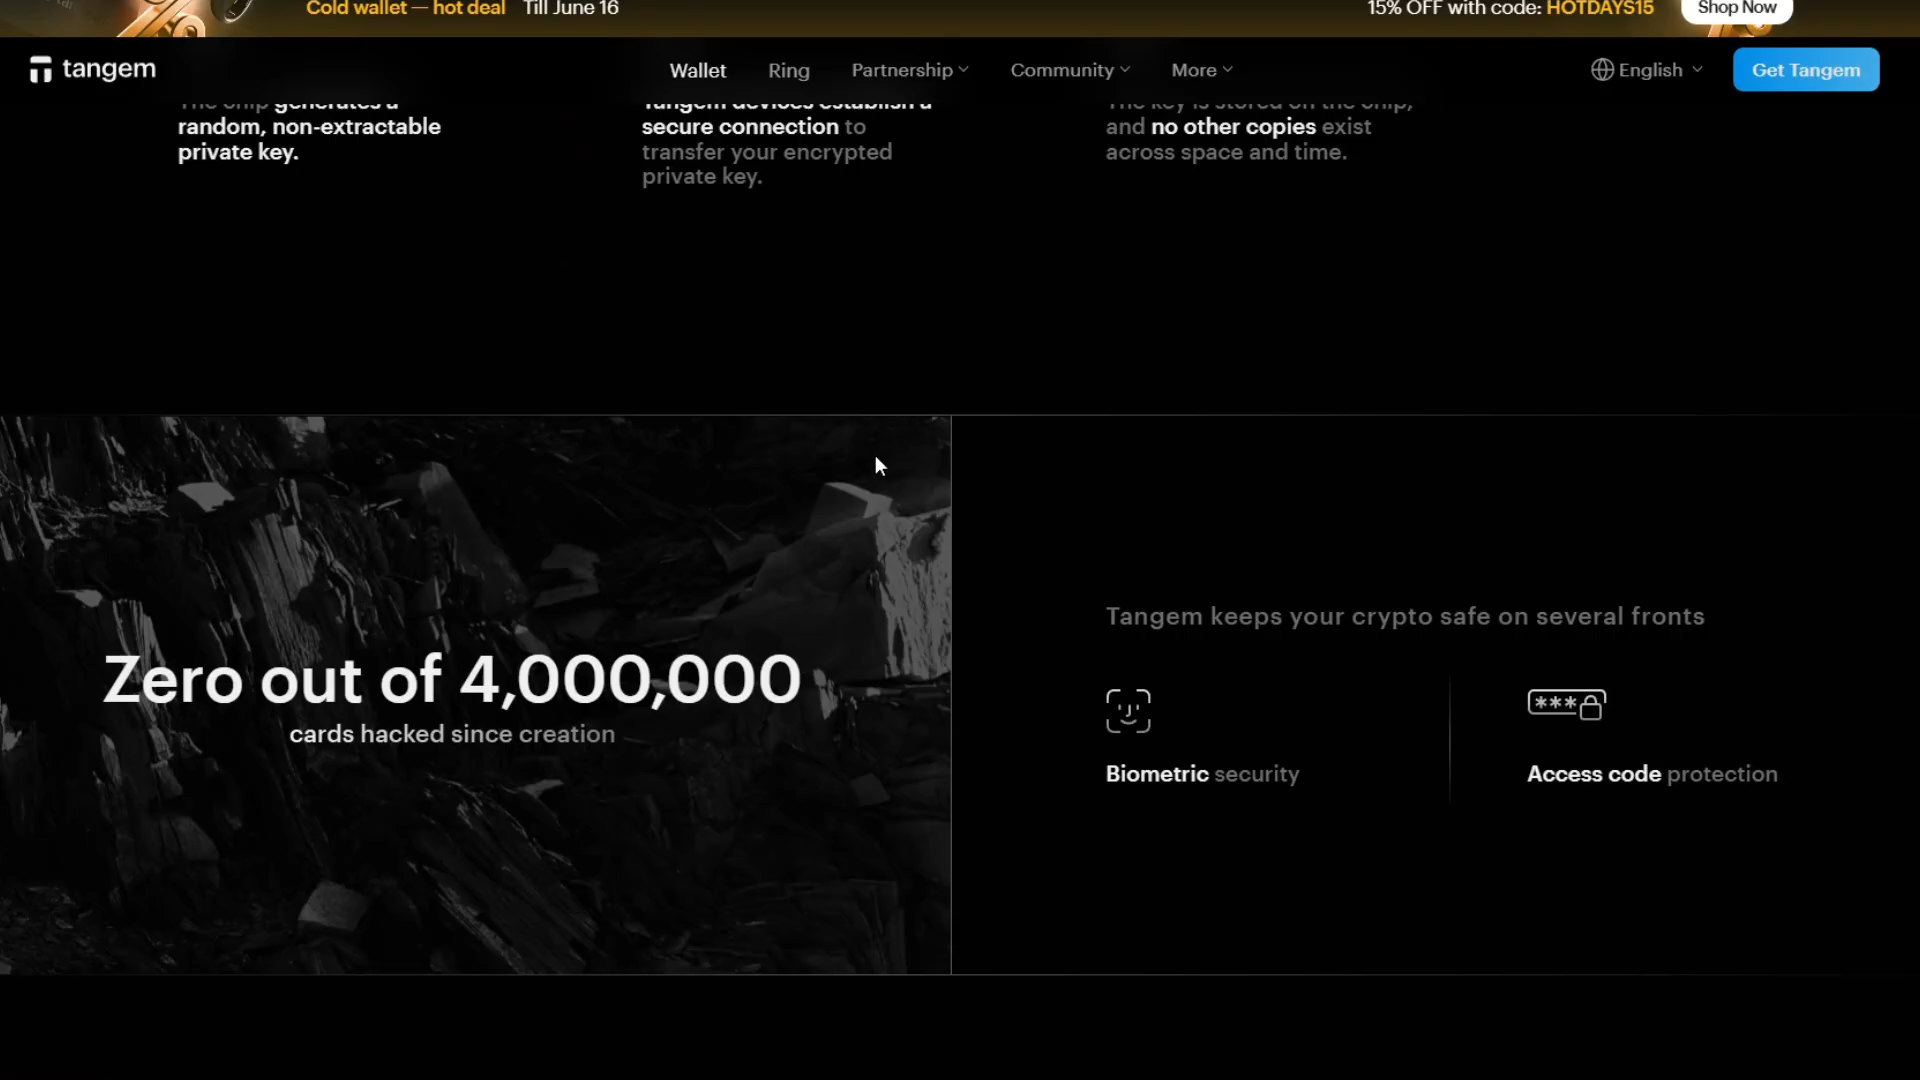 Cold wallet — hot deal Till June 16
15% OFF with code: HOTDAYS15
Shop Now
tangem
Wallet
Ring
Partnership
Community
More
English
Get Tangem
The chip generates a
random, non-extractable
private key.
Tangem devices establish a
secure connection to
transfer your encrypted
private key.
The key is stored on the chip,
and no other copies exist
across space and time.
Zero out of 4,000,000
cards hacked since creation
Tangem keeps your crypto safe on several fronts
***
Biometric security
Access code protection